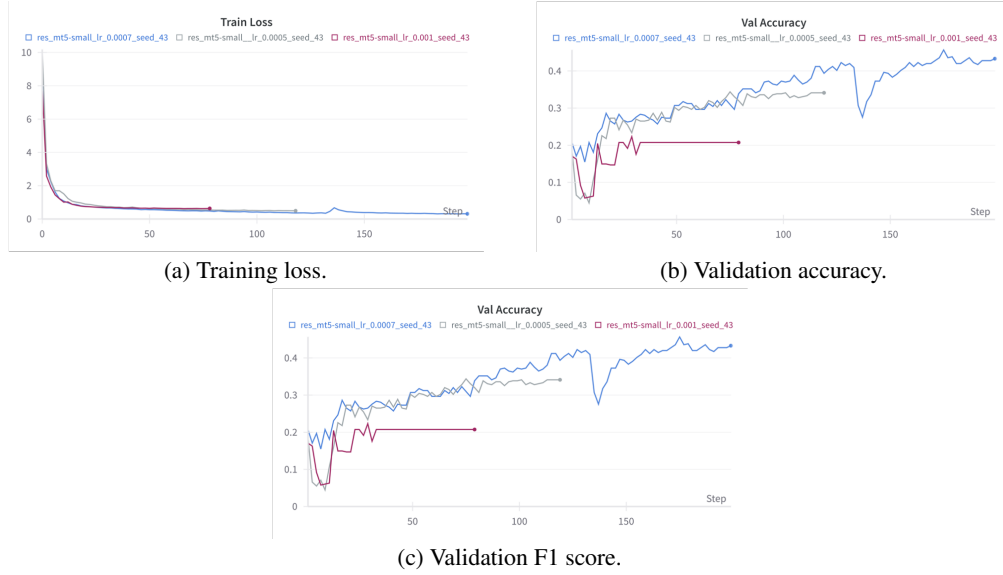 Train Loss
res_mt5-small_lr_0.0007_seed_43 res_mt5-small__lr_0.0005_seed_43 res_mt5-small_lr_0.001_seed_43
10
8
6
4
2
0
0 50 100 150
Step
(a) Training loss.
Val Accuracy
res_mt5-small_lr_0.0007_seed_43 res_mt5-small__lr_0.0005_seed_43 res_mt5-small_lr_0.001_seed_43
0.4
0.3
0.2
0.1
0
Step
50 100 150
(b) Validation accuracy.
Val Accuracy
res_mt5-small_lr_0.0007_seed_43 res_mt5-small__lr_0.0005_seed_43 res_mt5-small_lr_0.001_seed_43
0.4
0.3
0.2
0.1
0
Step
50 100 150
(c) Validation F1 score.